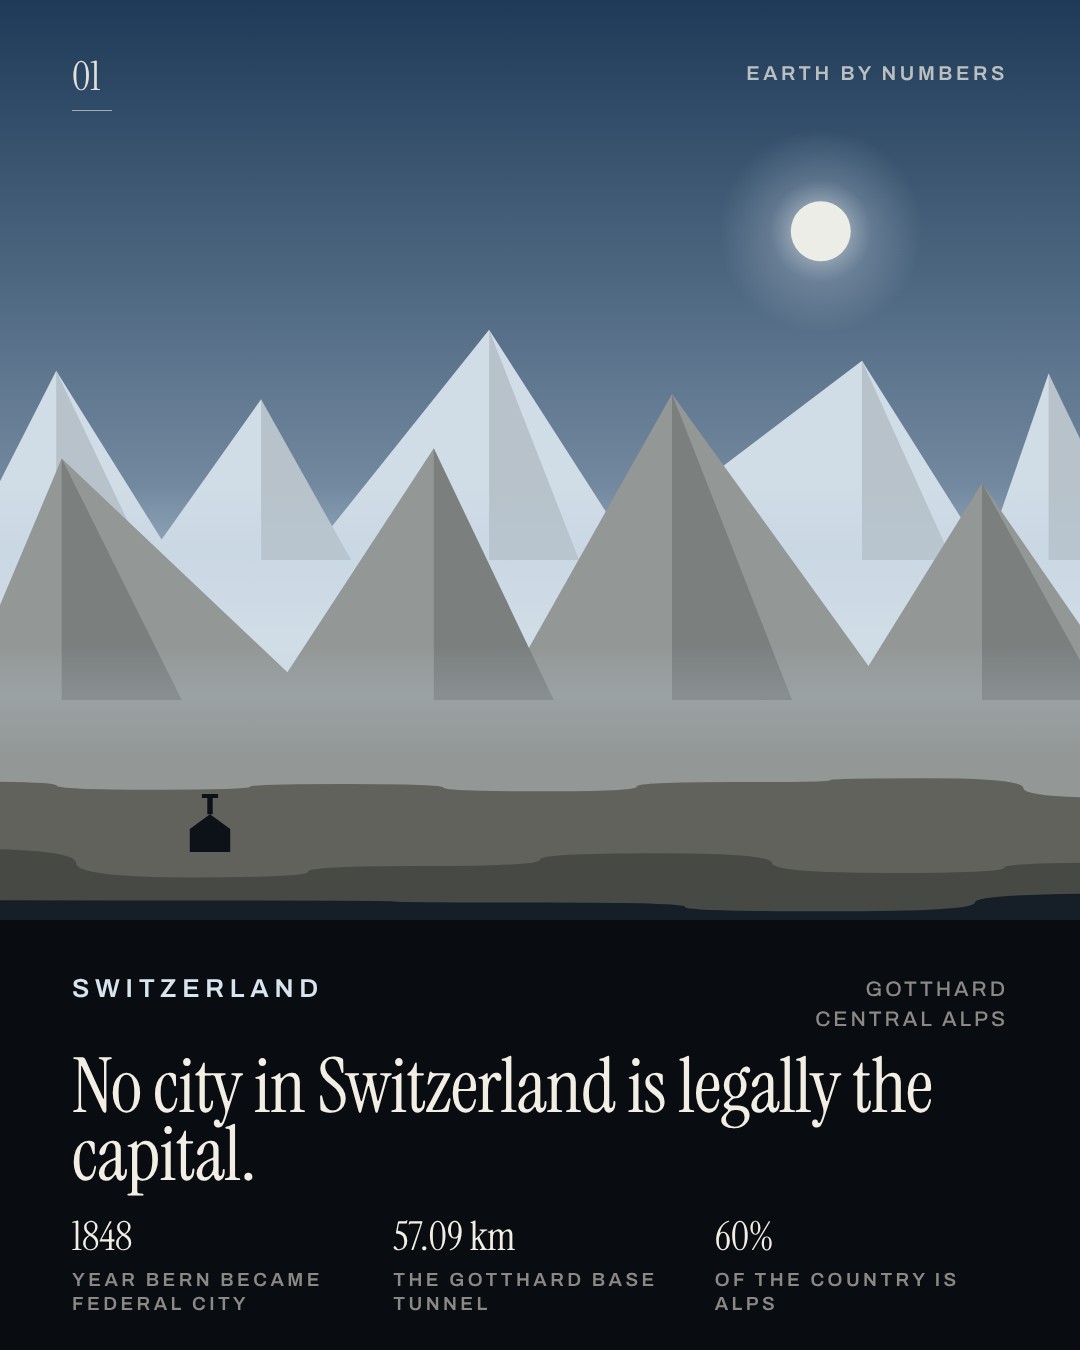 01
EARTH BY NUMBERS
SWITZERLAND
GOTTHARD
CENTRAL ALPS
No city in Switzerland is legally the
capital.
1848
YEAR BERN BECAME
FEDERAL CITY
57.09 km
THE GOTTHARD BASE
TUNNEL
60%
OF THE COUNTRY IS
ALPS